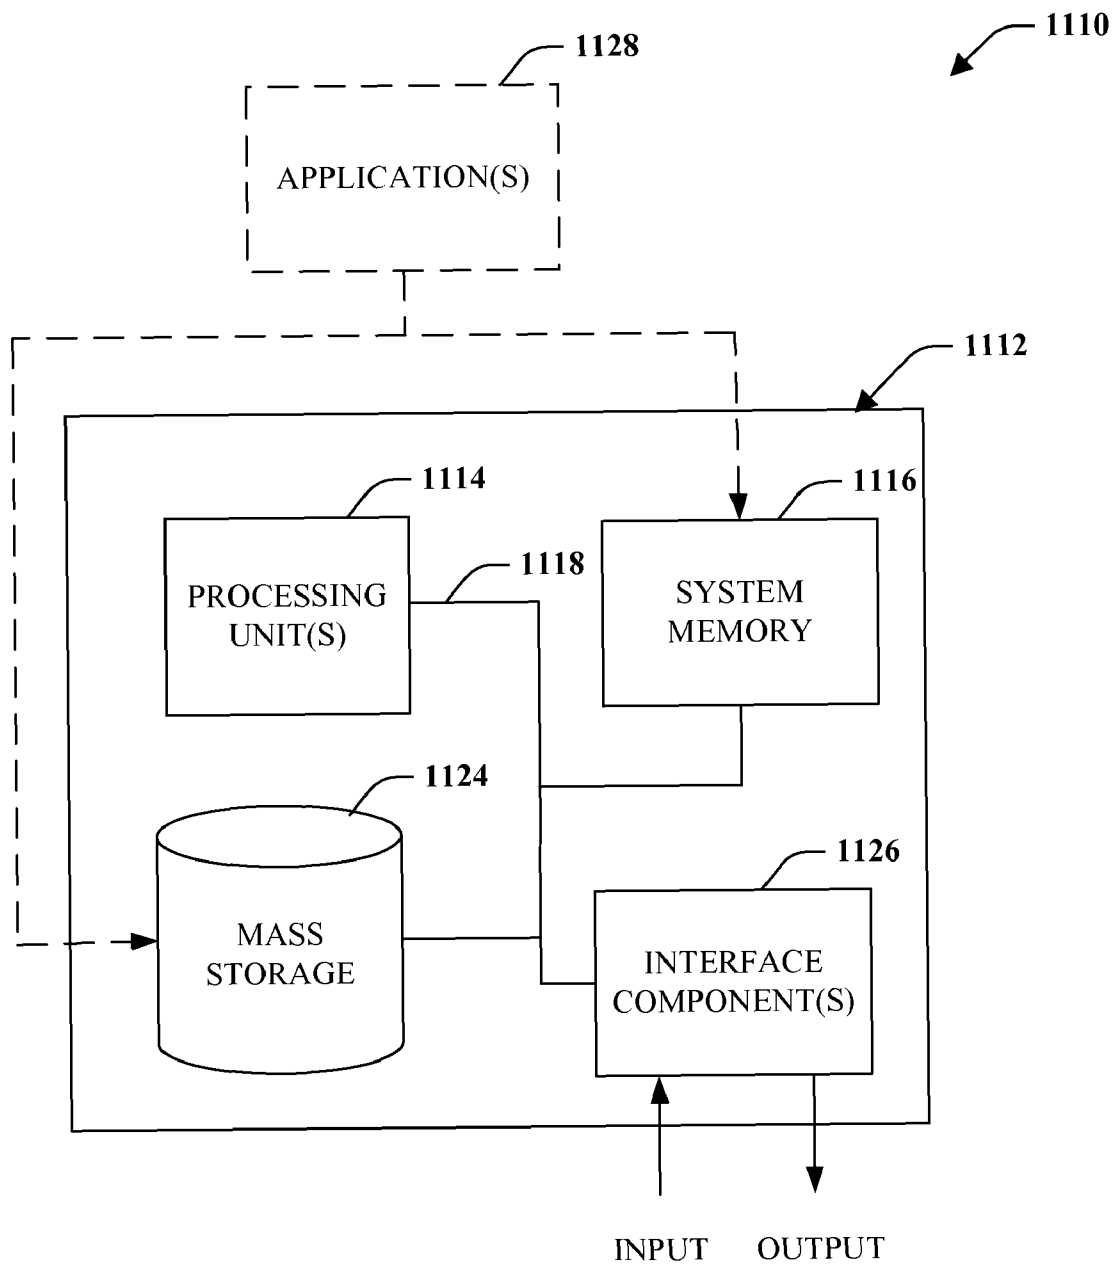 1110
1128
APPLICATION(S)
1112
1114
1116
1118
PROCESSING
UNIT(S)
SYSTEM
MEMORY
1124
1126
MASS
STORAGE
INTERFACE
COMPONENT(S)
INPUT
OUTPUT